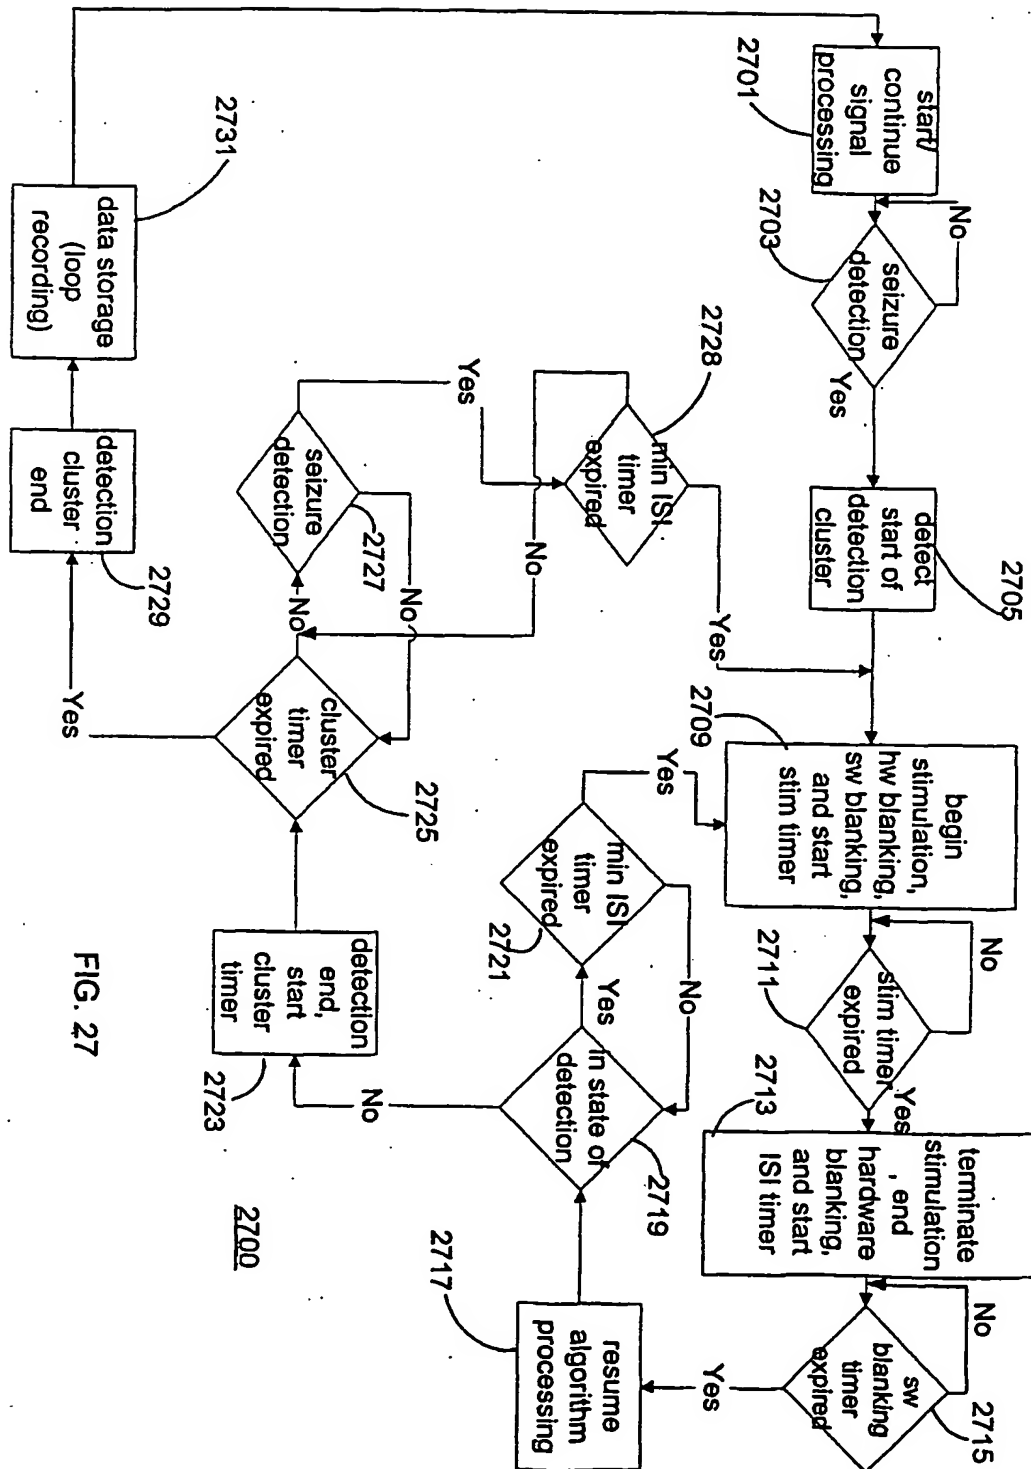 start/
continue
signal
processing
2701
No
seizure
detection
2703
Yes
detect
start of
detection
cluster
2705
begin
stimulation,
hw blanking,
sw blanking,
and start
stim timer
2709
No
stim timer
expired
2711
Yes
terminate
stimulation
, end
hardware
blanking,
and start
ISI timer
2713
No
sw
blanking
timer
expired
2715
Yes
resume
algorithm
processing
2717
in state of
detection
2719
Yes
No
min ISI
timer
expired
2721
No
Yes
detection
end,
start
cluster
timer
2723
cluster
timer
expired
2725
No
Yes
seizure
detection
2727
No
Yes
min ISI
timer
expired
2728
No
Yes
detection
cluster
end
2729
data storage
(loop
recording)
2731
2700
FIG. 27